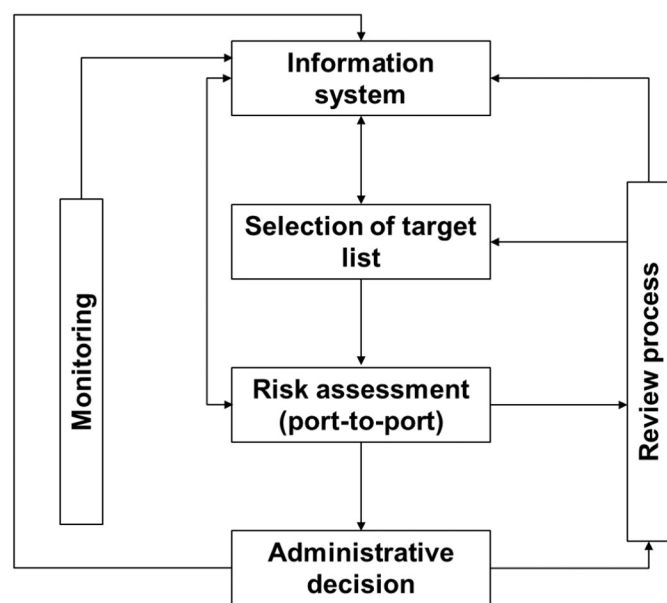 Information
system
Selection of target
list
Monitoring
Review process
Risk assessment
(port-to-port)
Administrative
decision